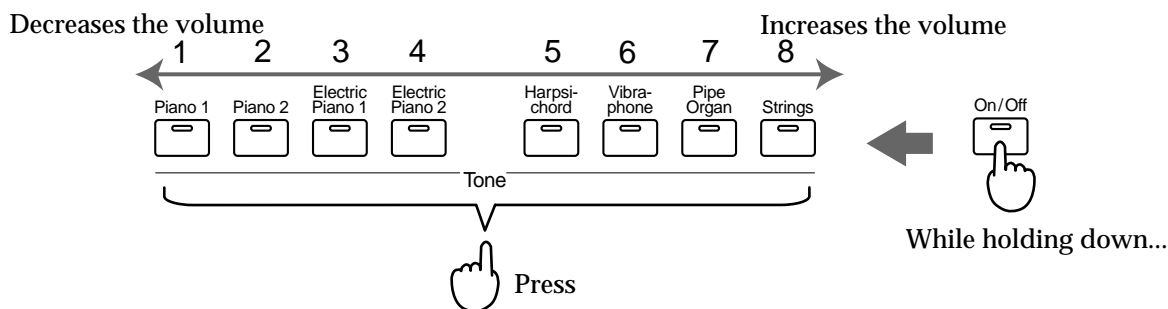 Decreases the volume
Increases the volume
1 2 3 4 5 6 7 8
Piano 1
Piano 2
Electric
Piano 1
Electric
Piano 2
Harpsi-
chord
Vibra-
phone
Pipe
Organ
Strings
On/Off
Tone
While holding down...
Press